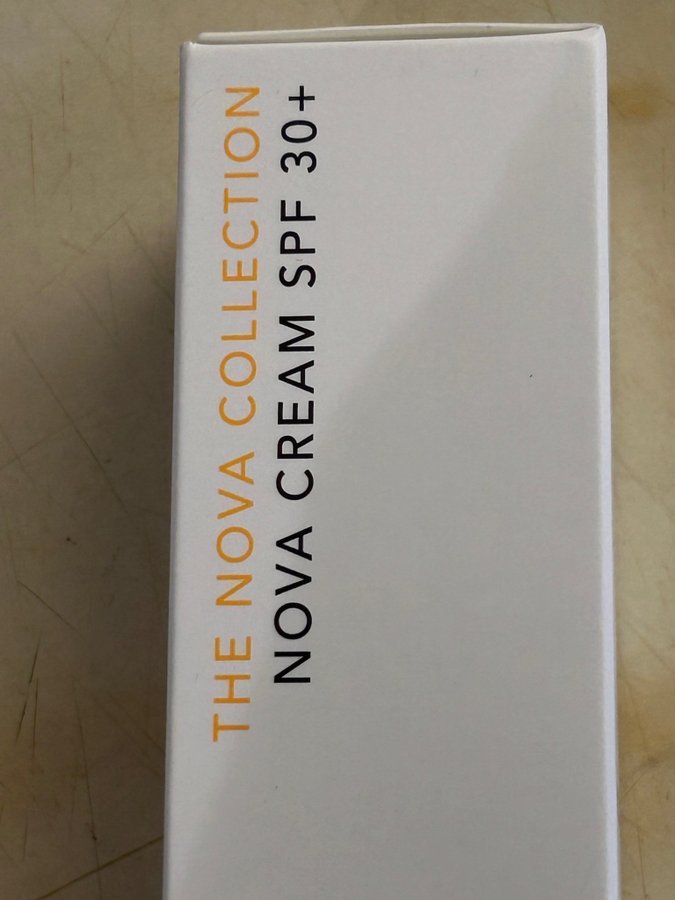 THE NOVA COLLECTION
NOVA CREAM SPF 30+